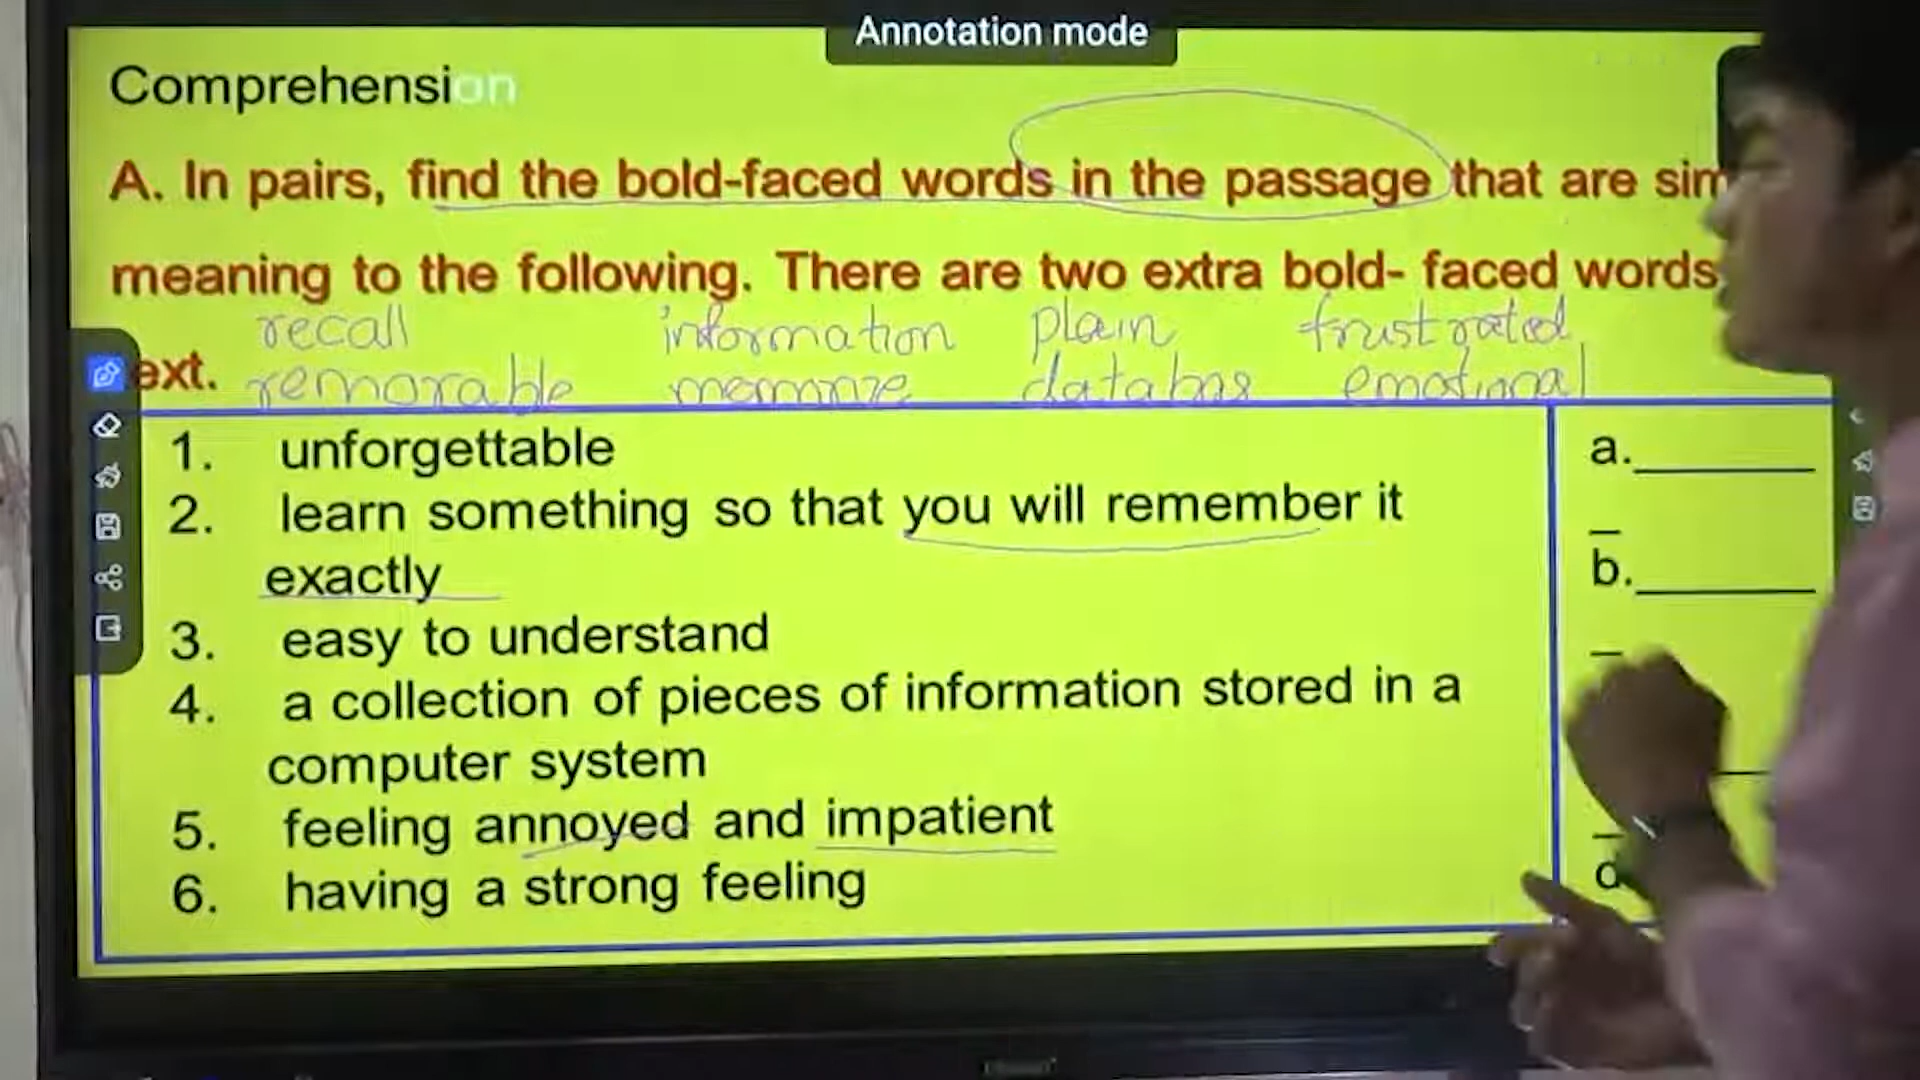 Annotation mode
Comprehension
A. In pairs, find the bold-faced words in the passage that are sim
meaning to the following. There are two extra bold- faced words
recall information plain frustrated
ext. remorable emotional
1. unforgettable a.______
2. learn something so that you will remember it
exactly b.______
3. easy to understand
4. a collection of pieces of information stored in a
computer system
5. feeling annoyed and impatient
6. having a strong feeling